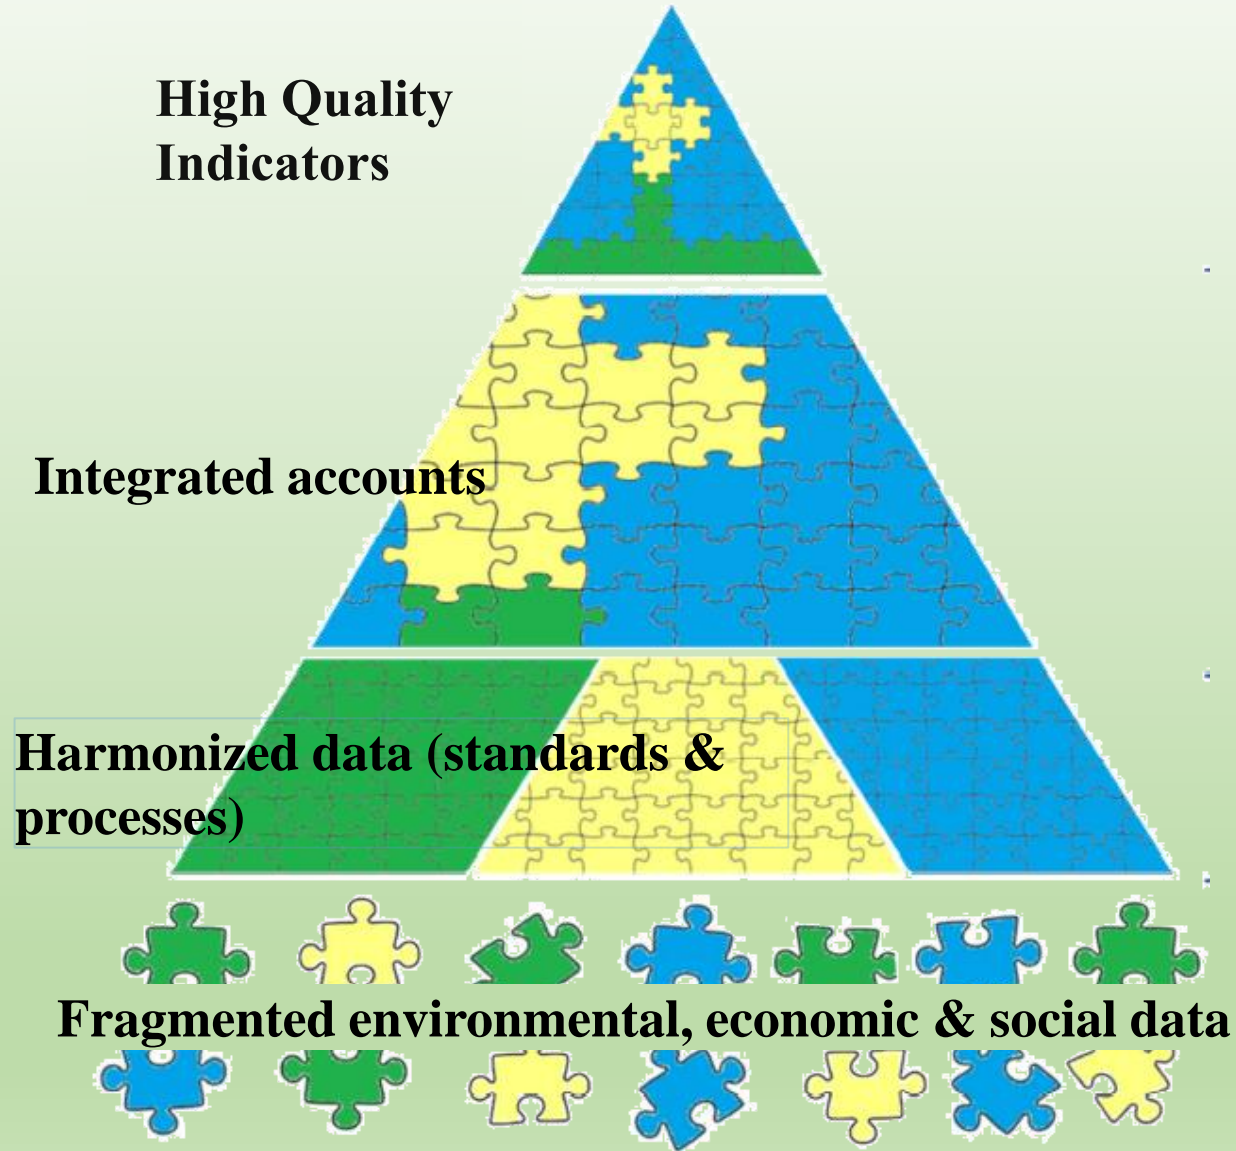 High Quality
Indicators
Integrated accounts
Harmonized data (standards &
processes)
Fragmented environmental, economic & social data